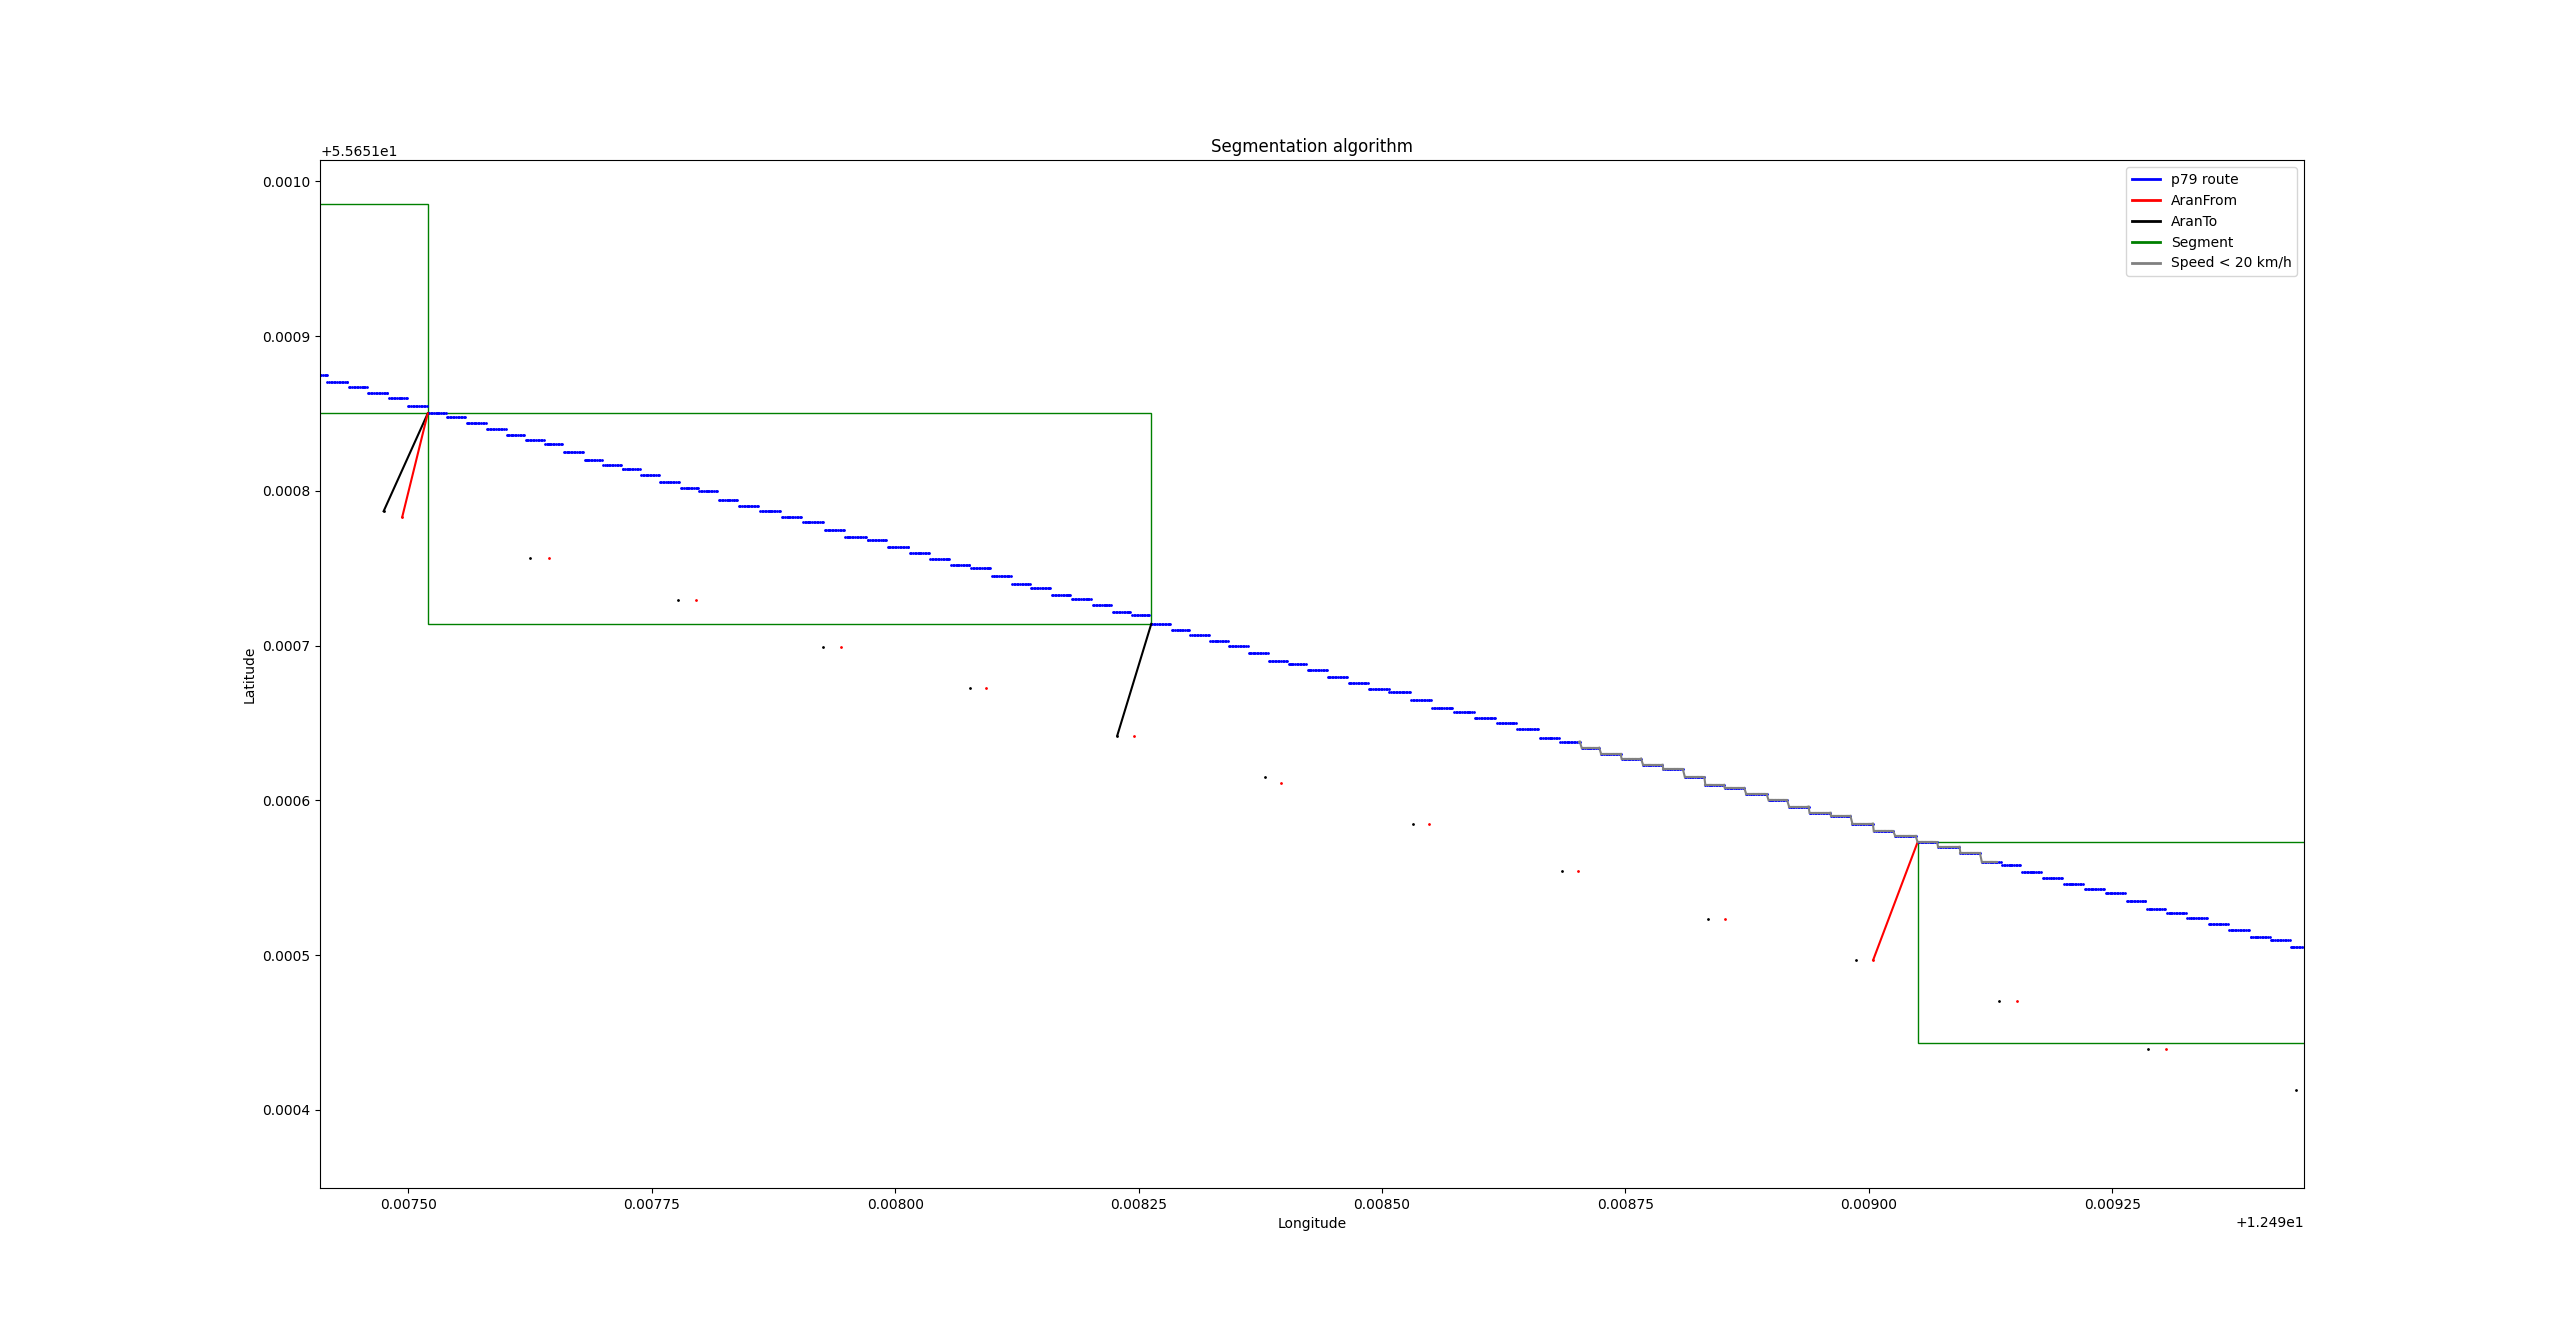 Segmentation algorithm
+5.5651e1
0.0010
0.0009
0.0008
0.0007
0.0006
0.0005
0.0004
Latitude
p79 route
AranFrom
AranTo
Segment
Speed < 20 km/h
0.00750 0.00775 0.00800 0.00825 0.00850 0.00875 0.00900 0.00925
Longitude
+1.249e1